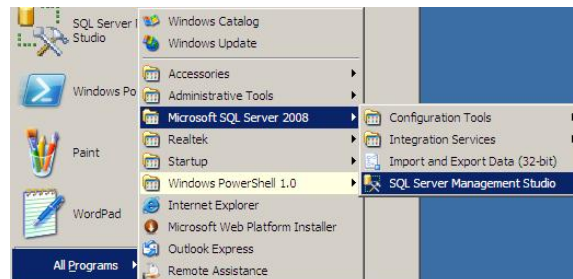 SQL Server
Studio
Windows Po
Paint
WordPad
All Programs
Windows Catalog
Windows Update
Accessories
Administrative Tools
Microsoft SQL Server 2008
Realtek
Startup
Windows PowerShell 1.0
Internet Explorer
Microsoft Web Platform Installer
Outlook Express
Remote Assistance
Configuration Tools
Integration Services
Import and Export Data (32-bit)
SQL Server Management Studio